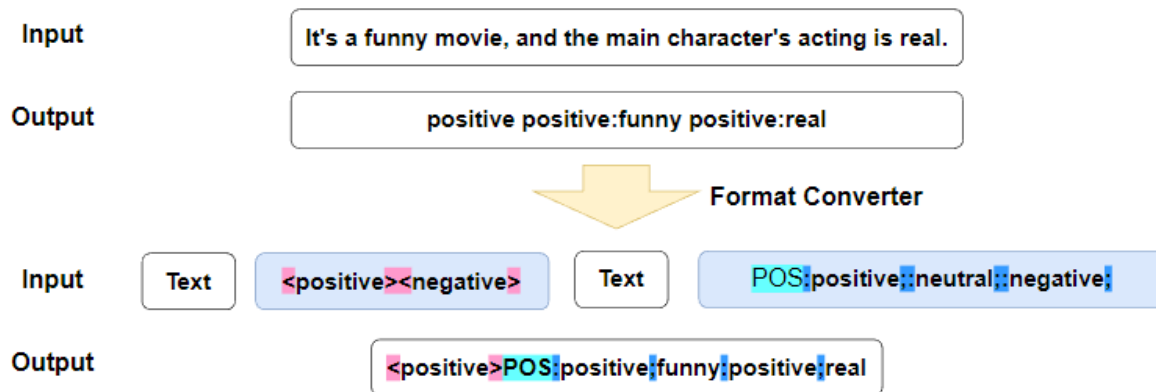 Input
It's a funny movie, and the main character's acting is real.
Output
positive positive:funny positive:real
Format Converter
Input
Text
<positive><negative>
Text
POS:positive;:neutral;:negative;
Output
<positive>POS:positive;funny:positive;real